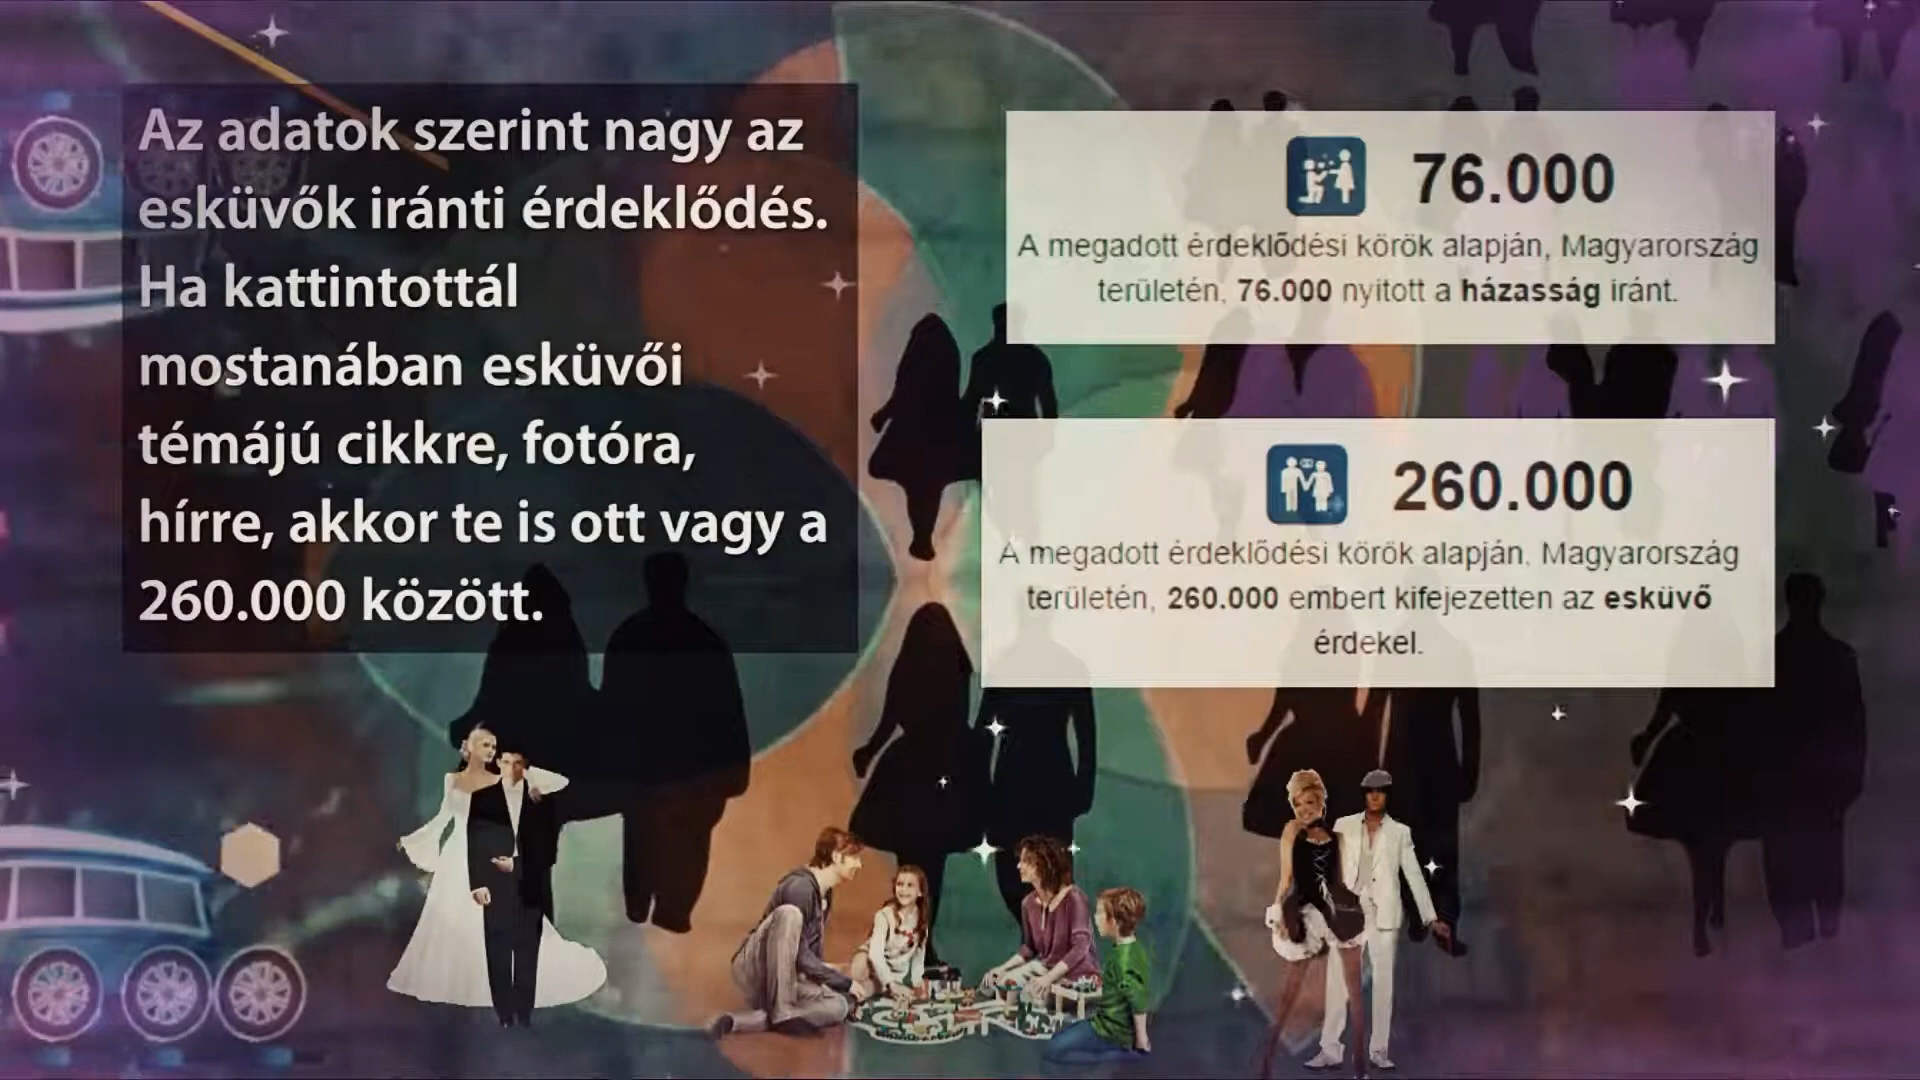 Az adatok szerint nagy az
esküvők iránti érdeklődés.
Ha kattintottál
mostanában esküvői
témájú cikkre, fotóra,
hírre, akkor te is ott vagy a
260.000 között.
76.000
A megadott érdeklődési körök alapján, Magyarország
területén, 76.000 nyitott a házasság iránt.
260.000
A megadott érdeklődési körök alapján, Magyarország
területén, 260.000 embert kifejezetten az esküvő
érdekel.